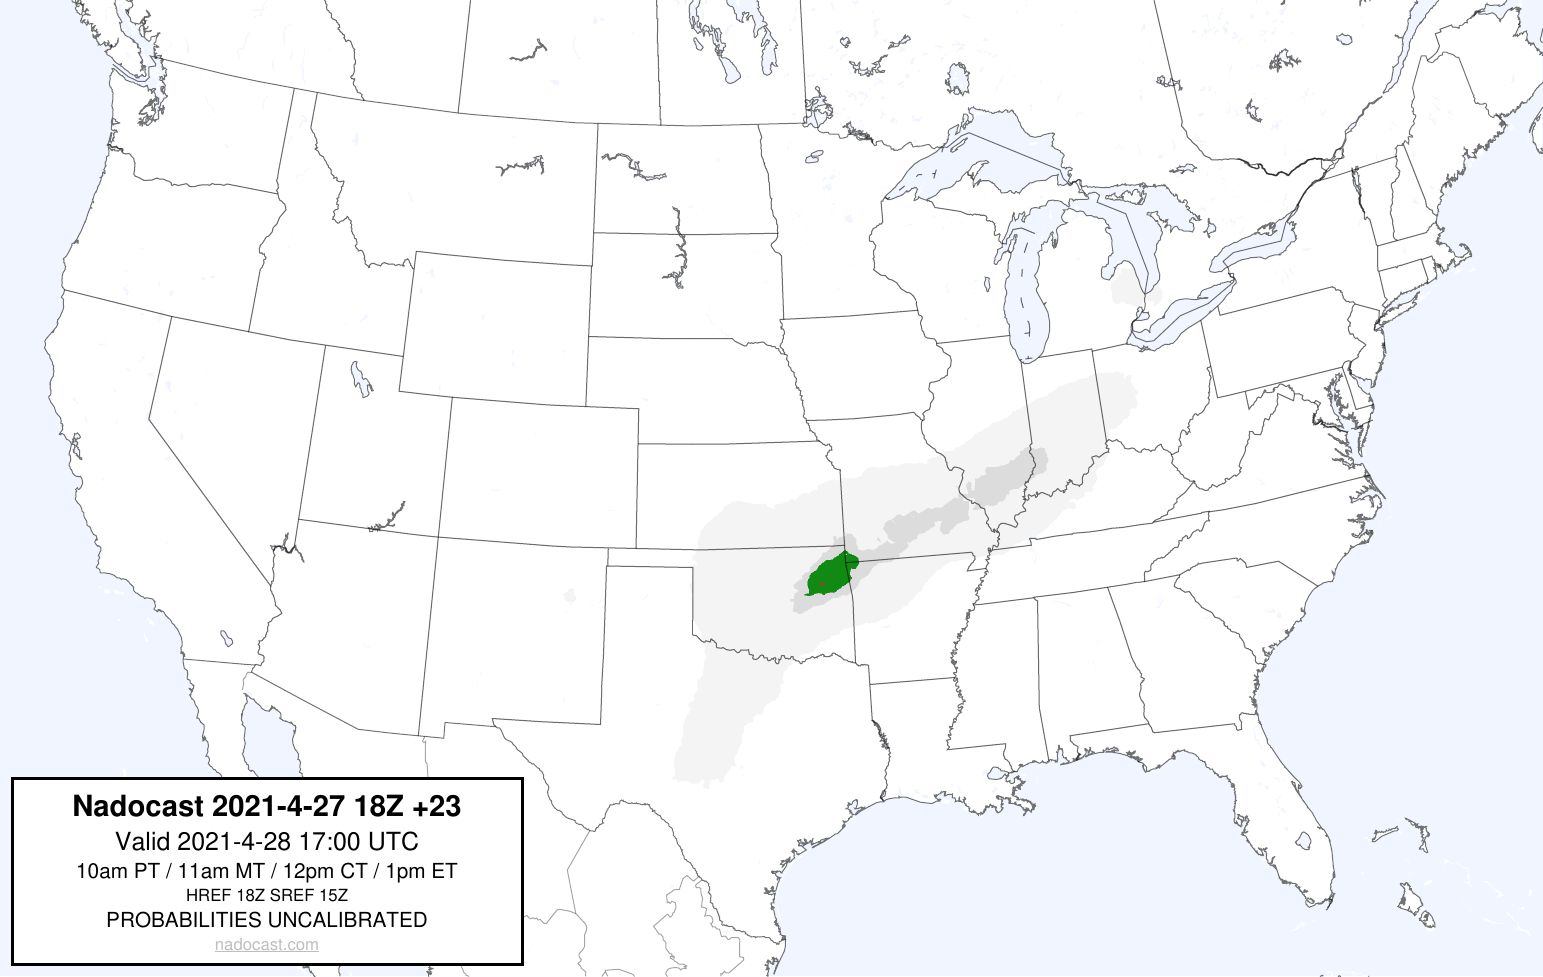 Nadocast 2021-4-27 18Z +23
Valid 2021-4-28 17:00 UTC
10am PT / 11am MT / 12pm CT / 1pm ET
HREF 18Z SREF 15Z
PROBABILITIES UNCALIBRATED
nadocast.com